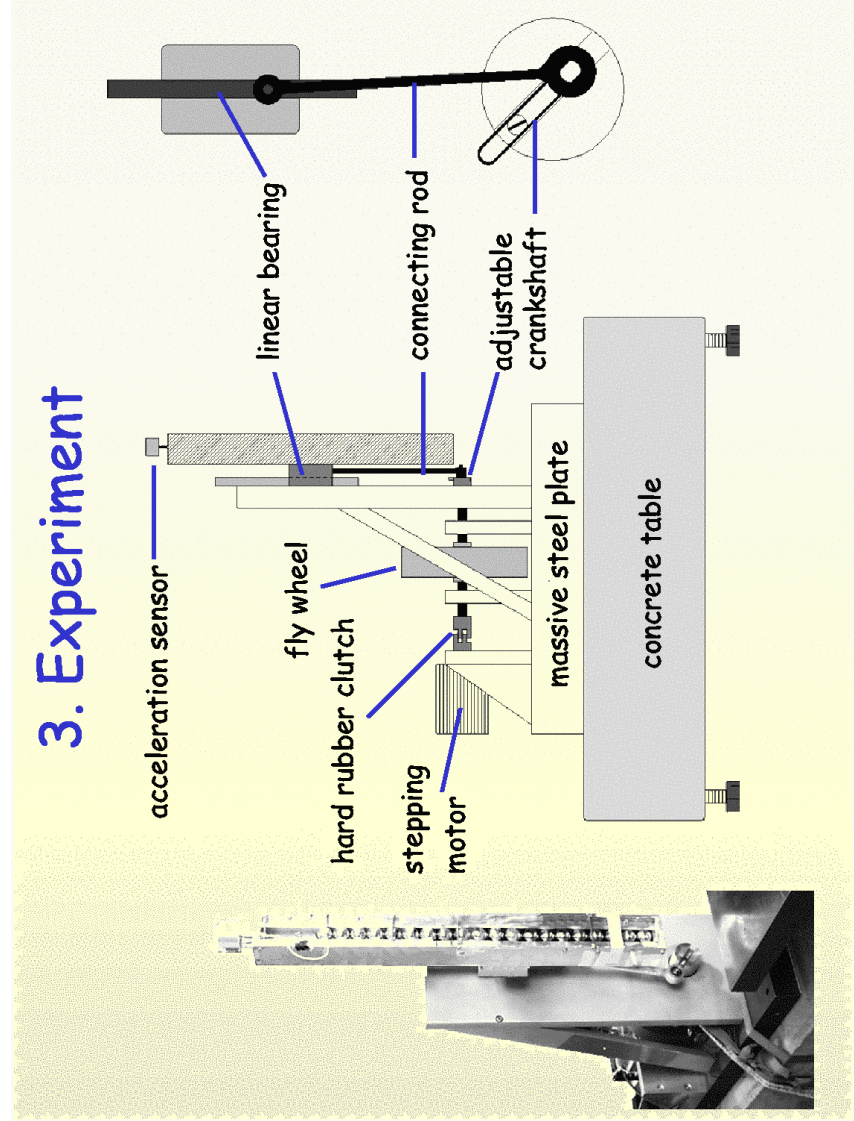 3. Experiment
acceleration sensor
fly wheel
hard rubber clutch
stepping
motor
linear bearing
connecting rod
adjustable
crankshaft
massive steel plate
concrete table